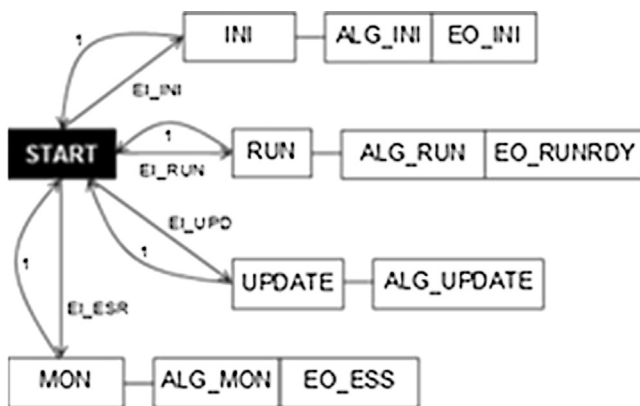 1
INI
ALG_INI
EO_INI
EI_INI
START
1
EI_RUN
RUN
ALG_RUN
EO_RUNRDY
EI_UPD
1
UPDATE
ALG_UPDATE
1
EI_ESR
MON
ALG_MON
EO_ESS